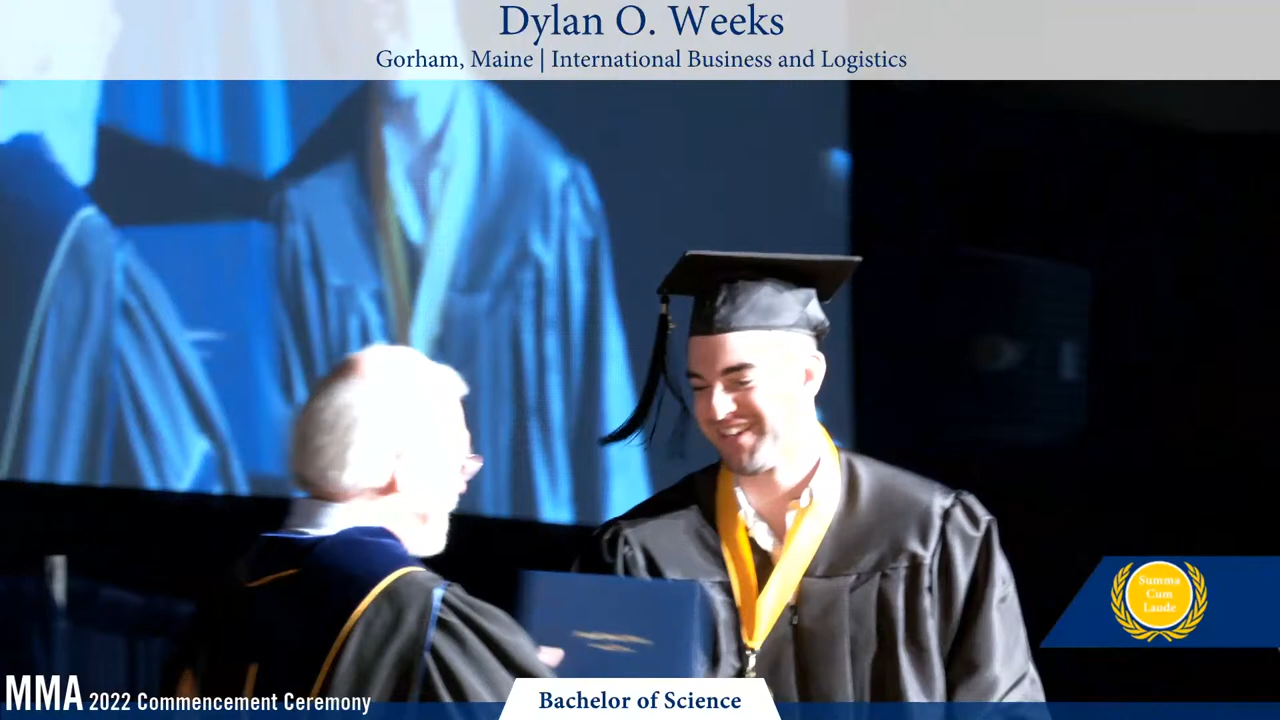 Dylan O. Weeks
Gorham, Maine | International Business and Logistics
Summa
Cum
Laude
MMA 2022 Commencement Ceremony
Bachelor of Science